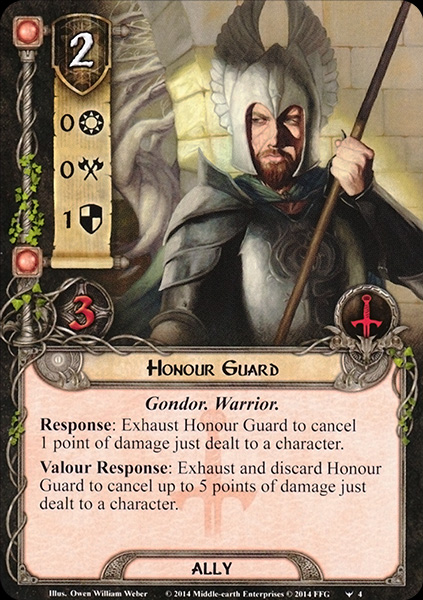 2
0
0
1
3
Honour Guard
Gondor. Warrior.
Response: Exhaust Honour Guard to cancel
1 point of damage just dealt to a character.
Valour Response: Exhaust and discard Honour
Guard to cancel up to 5 points of damage just
dealt to a character.
ALLY
Illus. Owen William Weber © 2014 Middle-earth Enterprises © 2014 FFG 4